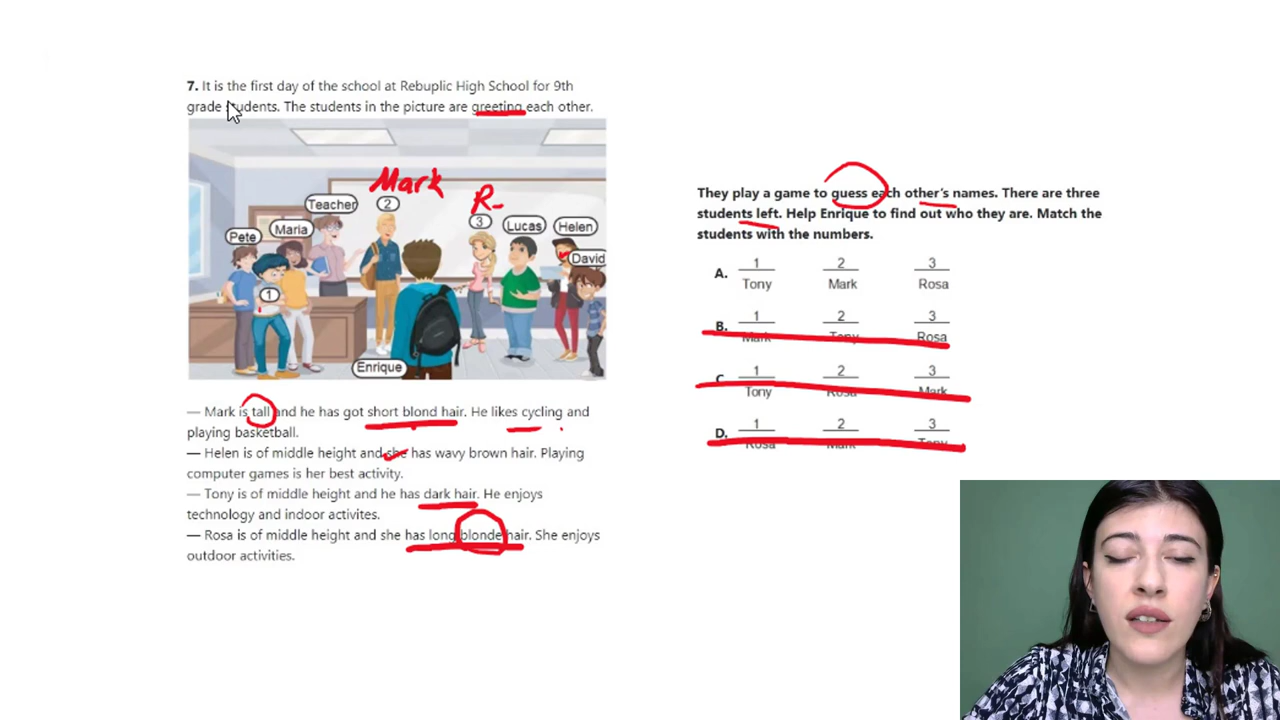 7. It is the first day of the school at Rebuplic High School for 9th
grade students. The students in the picture are greeting each other.
Mark
R-
Teacher
2
3
Lucas
Helen
Pete
Maria
David
1
Enrique
— Mark is tall and he has got short blond hair. He likes cycling and
playing basketball.
— Helen is of middle height and she has wavy brown hair. Playing
computer games is her best activity.
— Tony is of middle height and he has dark hair. He enjoys
technology and indoor activites.
— Rosa is of middle height and she has long blonde hair. She enjoys
outdoor activities.
They play a game to guess each other's names. There are three
students left. Help Enrique to find out who they are. Match the
students with the numbers.
A. 1 2 3
Tony Mark Rosa
B. 1 2 3
Mark Tony Rosa
C 1 2 3
Tony Rosa Mark
D. 1 2 3
Rosa Mark Tony